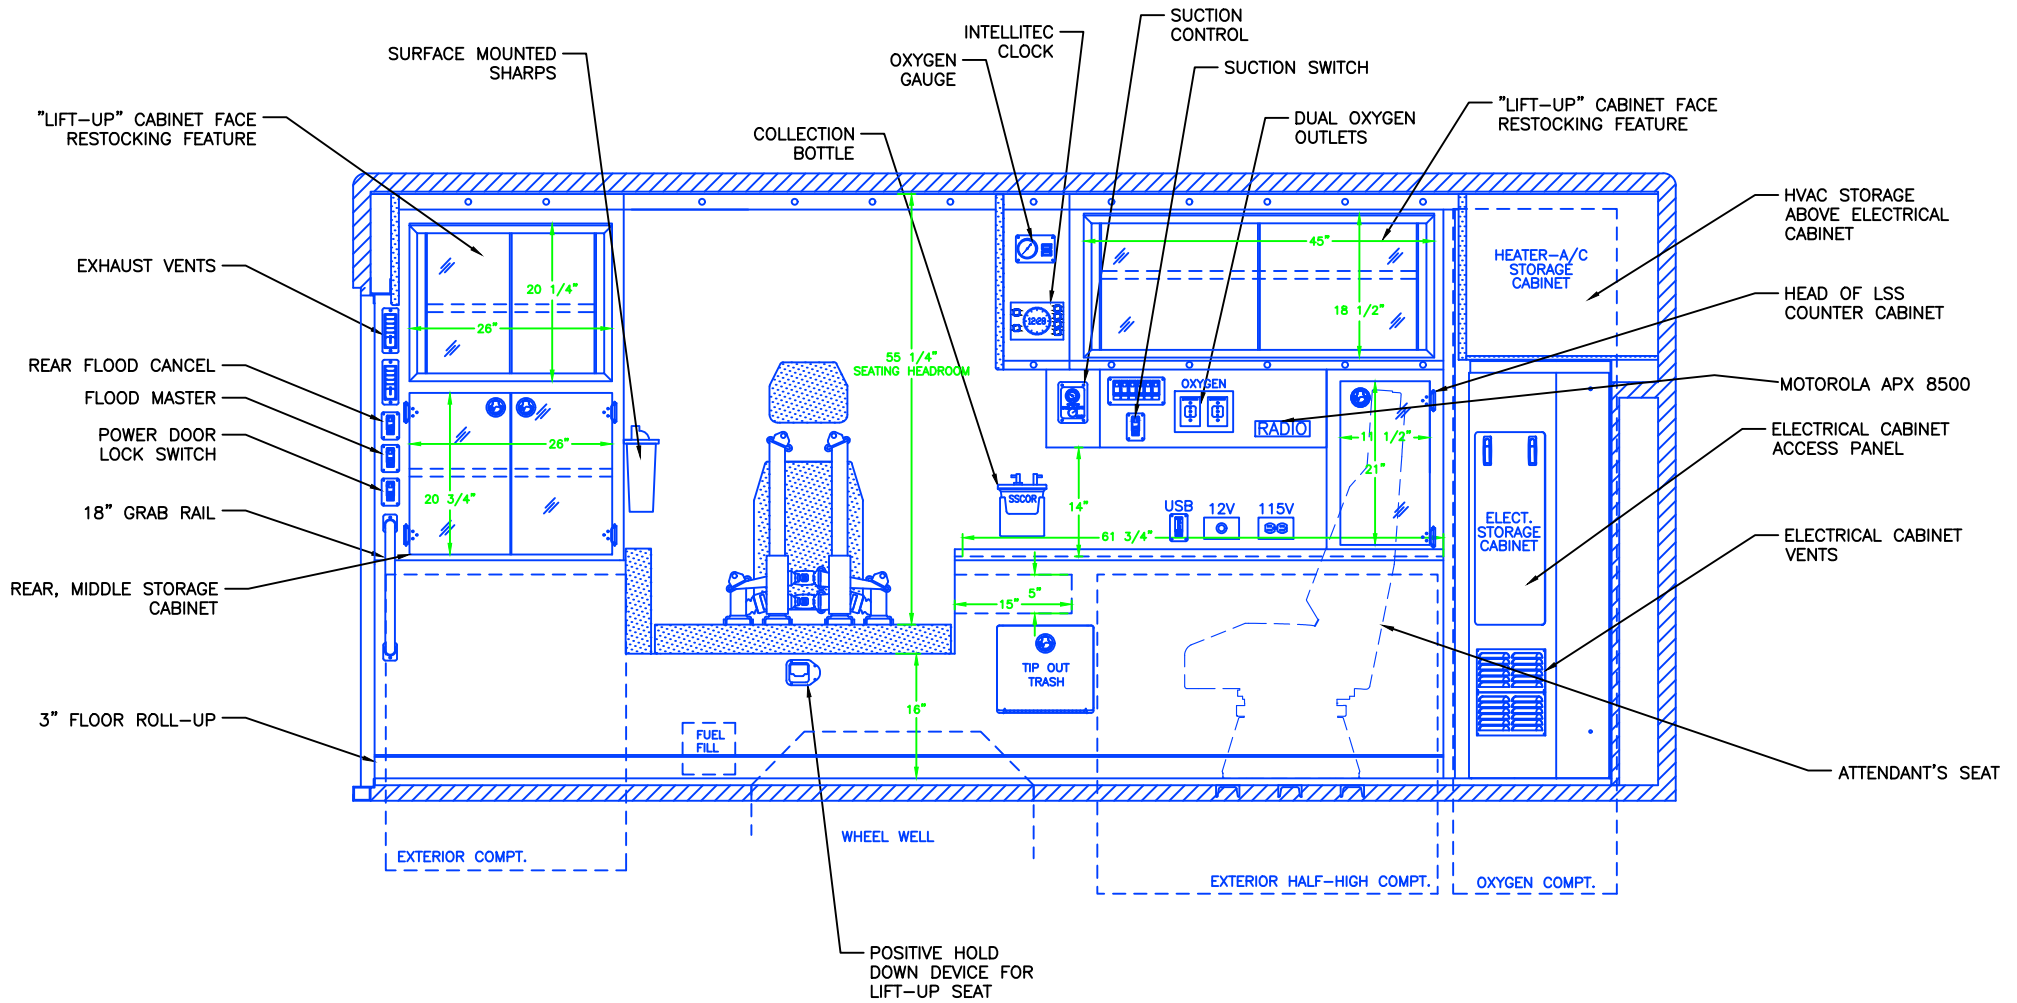 SUCTION
CONTROL
INTELLITEC
CLOCK
SURFACE MOUNTED
SHARPS
OXYGEN
GAUGE
SUCTION SWITCH
"LIFT-UP" CABINET FACE
RESTOCKING FEATURE
"LIFT-UP" CABINET FACE
RESTOCKING FEATURE
DUAL OXYGEN
OUTLETS
COLLECTION
BOTTLE
HVAC STORAGE
ABOVE ELECTRICAL
CABINET
45"
HEATER-A/C
STORAGE
CABINET
EXHAUST VENTS
20 1/4"
HEAD OF LSS
COUNTER CABINET
18 1/2"
26"
12:29
55 1/4"
SEATING HEADROOM
REAR FLOOD CANCEL
FLOOD MASTER
OXYGEN
MOTOROLA APX 8500
POWER DOOR
LOCK SWITCH
26"
RADIO
11 1/2"
ELECTRICAL CABINET
ACCESS PANEL
21"
20 3/4"
SSCOR
14"
USB
12V
115V
18" GRAB RAIL
ELECT.
STORAGE
CABINET
61 3/4"
ELECTRICAL CABINET
VENTS
REAR, MIDDLE STORAGE
CABINET
5"
15"
TIP OUT
TRASH
16"
3" FLOOR ROLL-UP
FUEL
FILL
ATTENDANT'S SEAT
WHEEL WELL
EXTERIOR COMPT.
EXTERIOR HALF-HIGH COMPT.
OXYGEN COMPT.
POSITIVE HOLD
DOWN DEVICE FOR
LIFT-UP SEAT